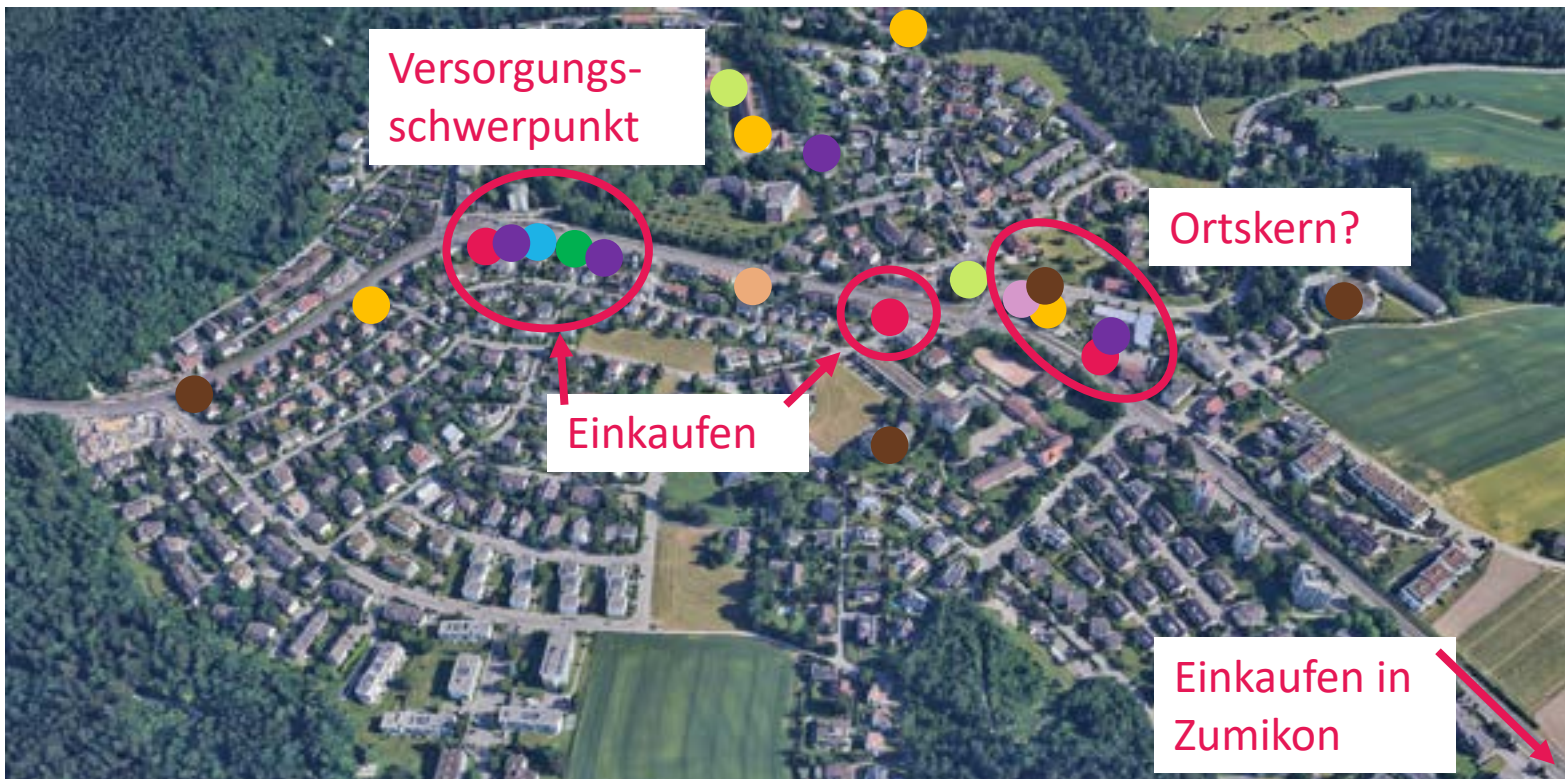 Versorgungs-
schwerpunkt
Ortskern?
Einkaufen
Einkaufen in
Zumikon